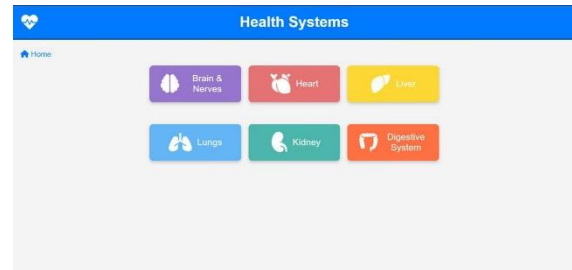 Health Systems
Home
Brain &
Nerves
Heart
Liver
Lungs
Kidney
Digestive
System